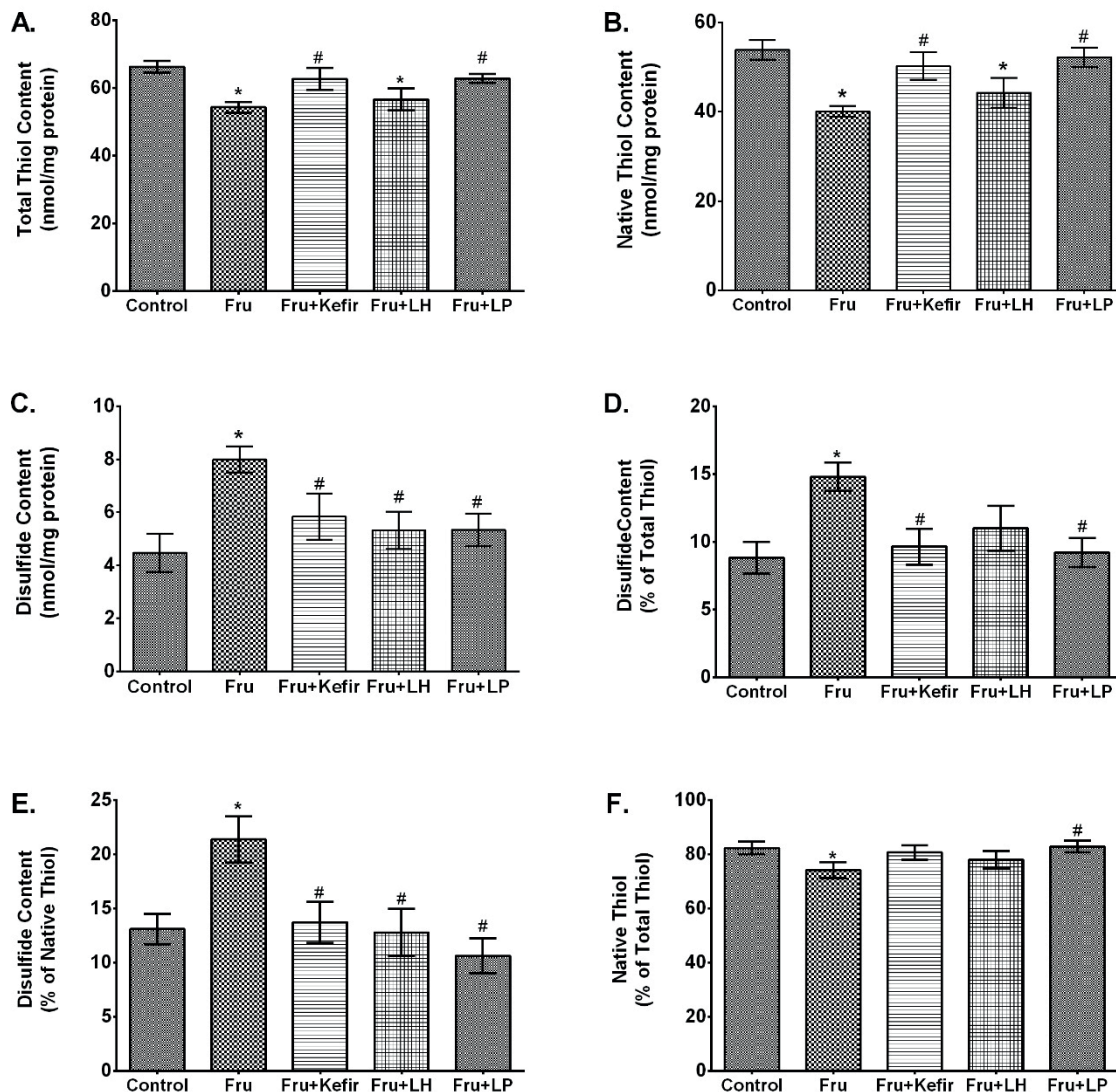 A.
Total Thiol Content
(nmol/mg protein)
80
60
40
20
0
*
#
*
#
Control Fru Fru+Kefir Fru+LH Fru+LP
B.
Native Thiol Content
(nmol/mg protein)
60
40
20
0
*
#
*
#
Control Fru Fru+Kefir Fru+LH Fru+LP
C.
Disulfide Content
(nmol/mg protein)
10
8
6
4
2
0
*
#
#
#
Control Fru Fru+Kefir Fru+LH Fru+LP
D.
DisulfideContent
(% of Total Thiol)
20
15
10
5
0
*
#
#
Control Fru Fru+Kefir Fru+LH Fru+LP
E.
Disulfide Content
(% of Native Thiol)
25
20
15
10
5
0
*
#
#
#
Control Fru Fru+Kefir Fru+LH Fru+LP
F.
Native Thiol
(% of Total Thiol)
100
80
60
40
20
0
*
#
Control Fru Fru+Kefir Fru+LH Fru+LP